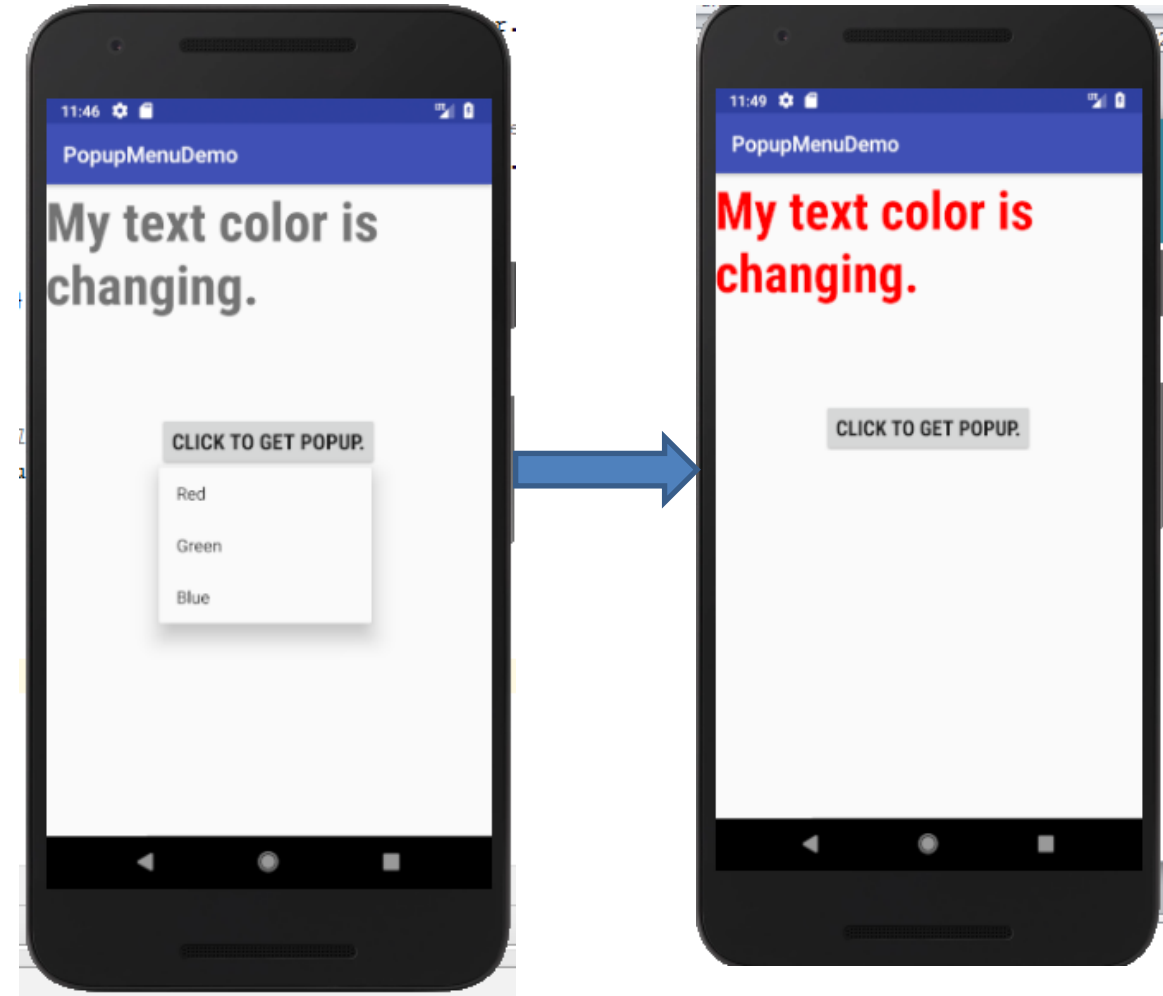 11:46
PopupMenuDemo
My text color is
changing.
CLICK TO GET POPUP.
Red
Green
Blue
11:49
PopupMenuDemo
My text color is
changing.
CLICK TO GET POPUP.